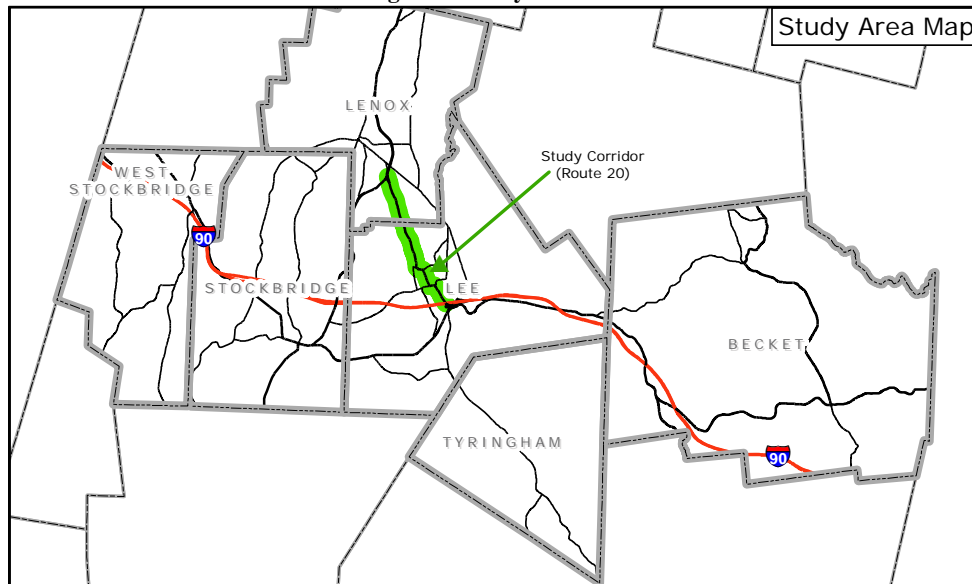 Study Area Map
LENOX
Study Corridor
(Route 20)
WEST
STOCKBRIDGE
90
STOCKBRIDGE
LEE
BECKET
TYRINGHAM
90